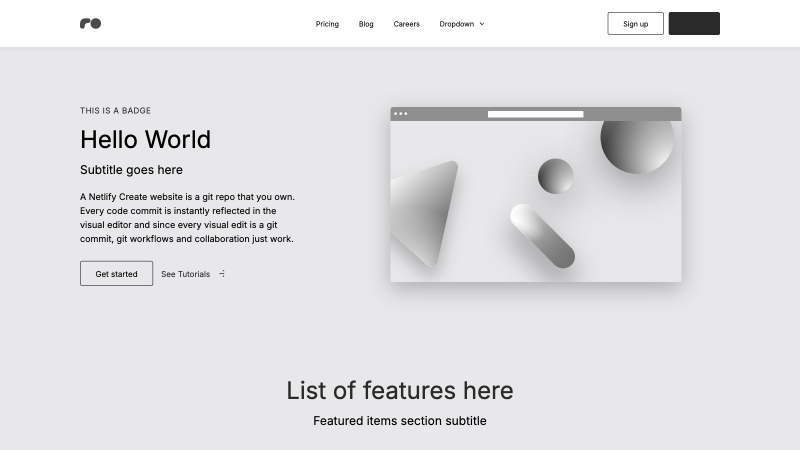 Pricing
Blog
Careers
Dropdown
Sign up
THIS IS A BADGE
Hello World
Subtitle goes here
A Netlify Create website is a git repo that you own.
Every code commit is instantly reflected in the
visual editor and since every visual edit is a git
commit, git workflows and collaboration just work.
Get started
See Tutorials
List of features here
Featured items section subtitle